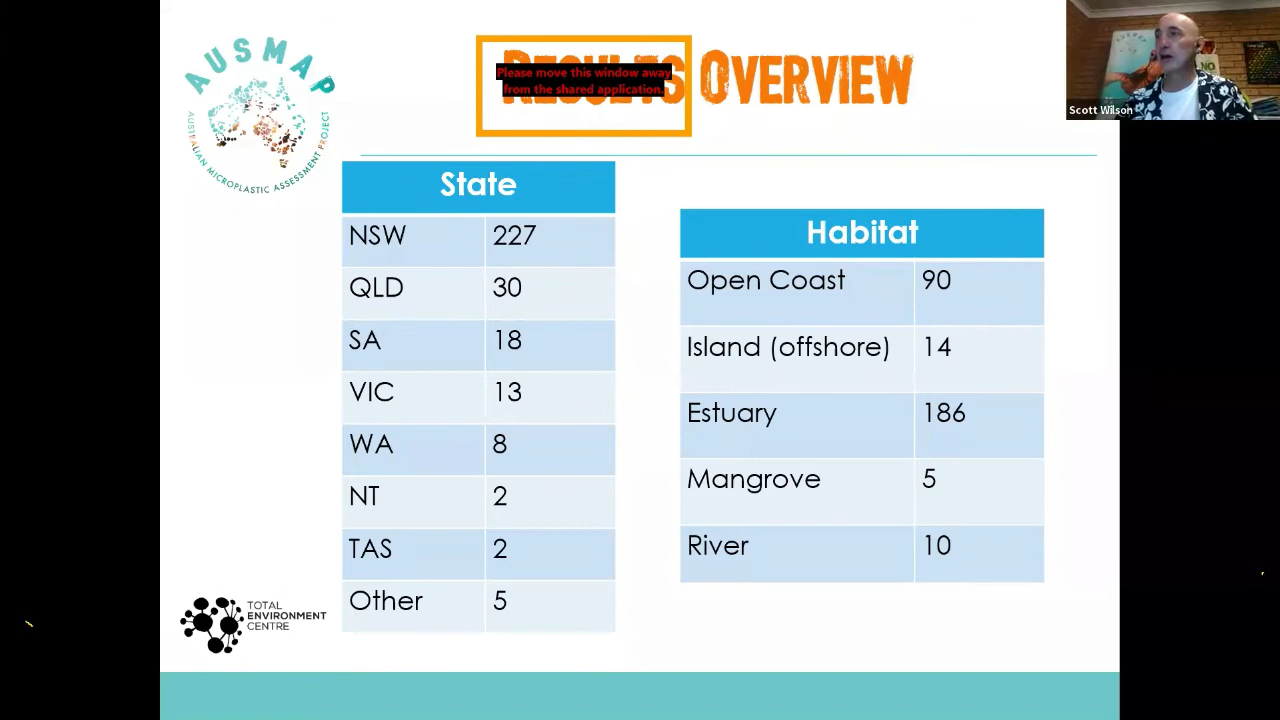 AUSMAP
AUSTRALIAN MICROPLASTIC ASSESSMENT PROJECT
RESULTS OVERVIEW
Please move this window away
from the shared application.
Scott Wilson
State
NSW 227
QLD 30
SA 18
VIC 13
WA 8
NT 2
TAS 2
Other 5
Habitat
Open Coast 90
Island (offshore) 14
Estuary 186
Mangrove 5
River 10
TOTAL
ENVIRONMENT
CENTRE
NO